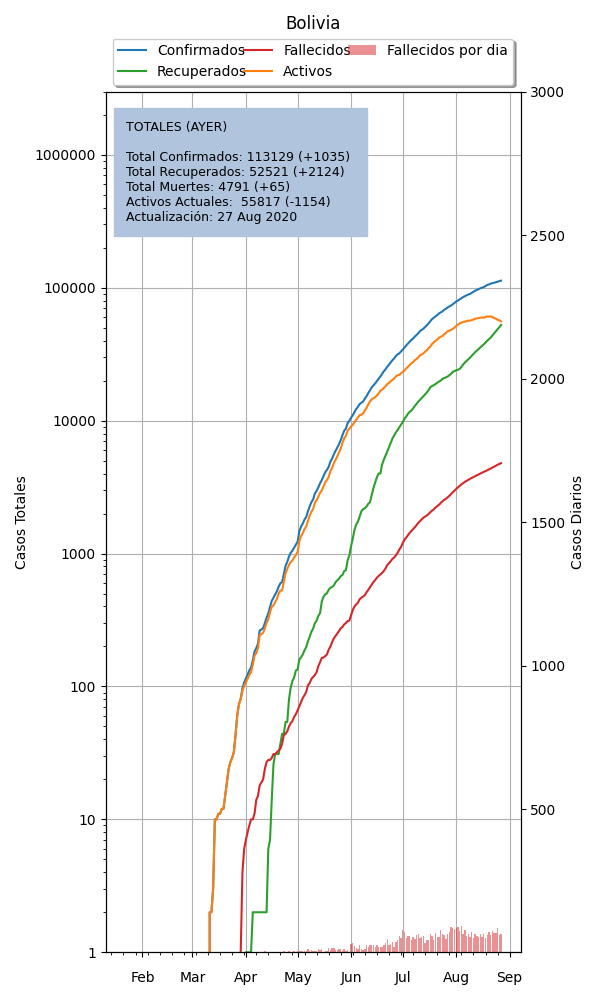 Bolivia
Confirmados Fallecidos Fallecidos por dia
Recuperados Activos
TOTALES (AYER)
Total Confirmados: 113129 (+1035)
Total Recuperados: 52521 (+2124)
Total Muertes: 4791 (+65)
Activos Actuales:  55817 (-1154)
Actualización: 27 Aug 2020
Casos Totales
1000000
100000
10000
1000
100
10
1
Casos Diarios
3000
2500
2000
1500
1000
500
Feb Mar Apr May Jun Jul Aug Sep